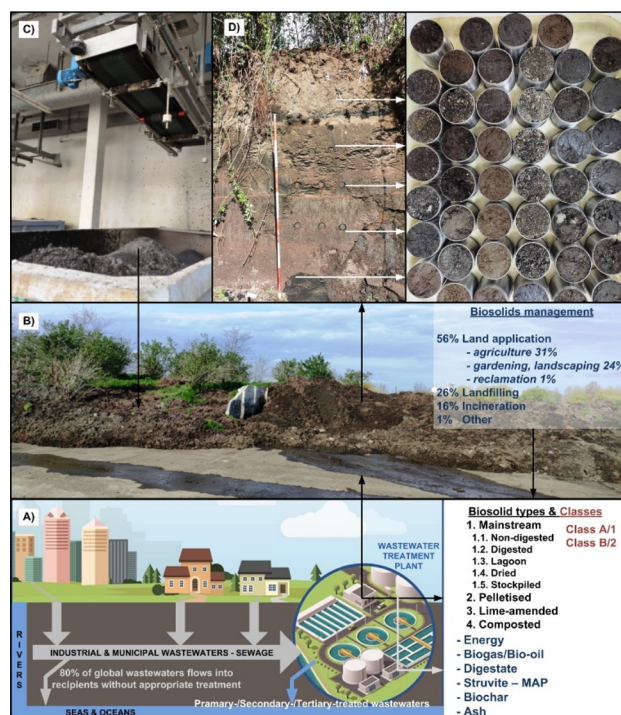 C)
D)
B)
Biosolids management
56% Land application
- agriculture 31%
- gardening, landscaping 24%
- reclamation 1%
26% Landfilling
16% Incineration
1% Other
A)
WASTEWATER
TREATMENT
PLANT
RIVERS
INDUSTRIAL & MUNICIPAL WASTEWATERS - SEWAGE
80% of global wastewaters flows into
recipients without appropriate treatment
Pramary-/Secondary-/Tertiary-treated wastewaters
SEAS & OCEANS
Biosolid types & Classes
1. Mainstream
Class A/1
1.1. Non-digested
Class B/2
1.2. Digested
1.3. Lagoon
1.4. Dried
1.5. Stockpiled
2. Pelletised
3. Lime-amended
4. Composted
- Energy
- Biogas/Bio-oil
- Digestate
- Struvite – MAP
- Biochar
- Ash